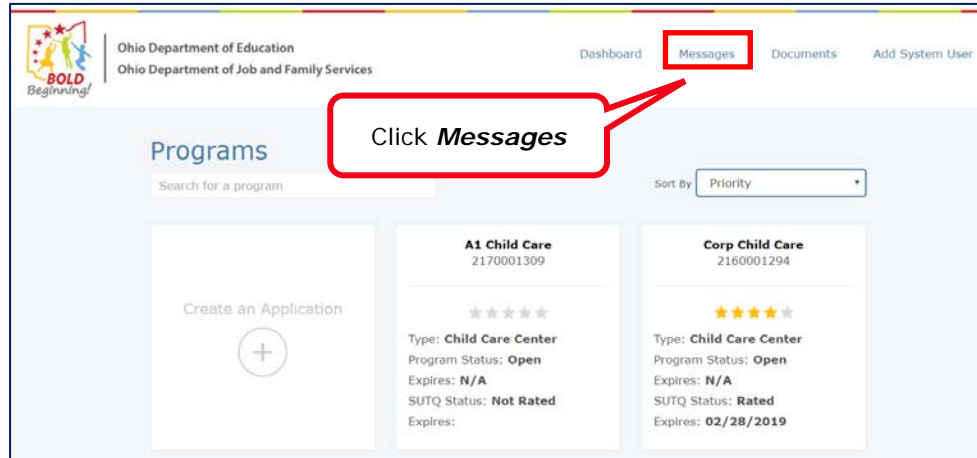 BOLD
Beginning!
Ohio Department of Education
Ohio Department of Job and Family Services
Dashboard Messages Documents Add System User
Click Messages
Programs
Search for a program
Sort By Priority
Create an Application
A1 Child Care
2170001309
Type: Child Care Center
Program Status: Open
Expires: N/A
SUTQ Status: Not Rated
Expires:
Corp Child Care
2160001294
Type: Child Care Center
Program Status: Open
Expires: N/A
SUTQ Status: Rated
Expires: 02/28/2019